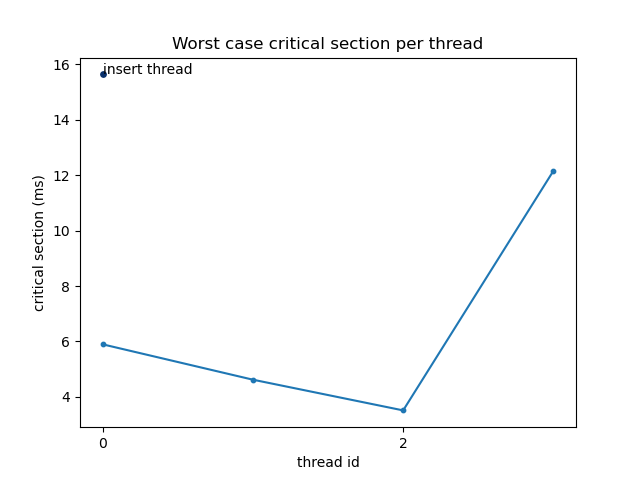 Worst case critical section per thread
16
insert thread
14
12
10
8
6
4
critical section (ms)
0
2
thread id